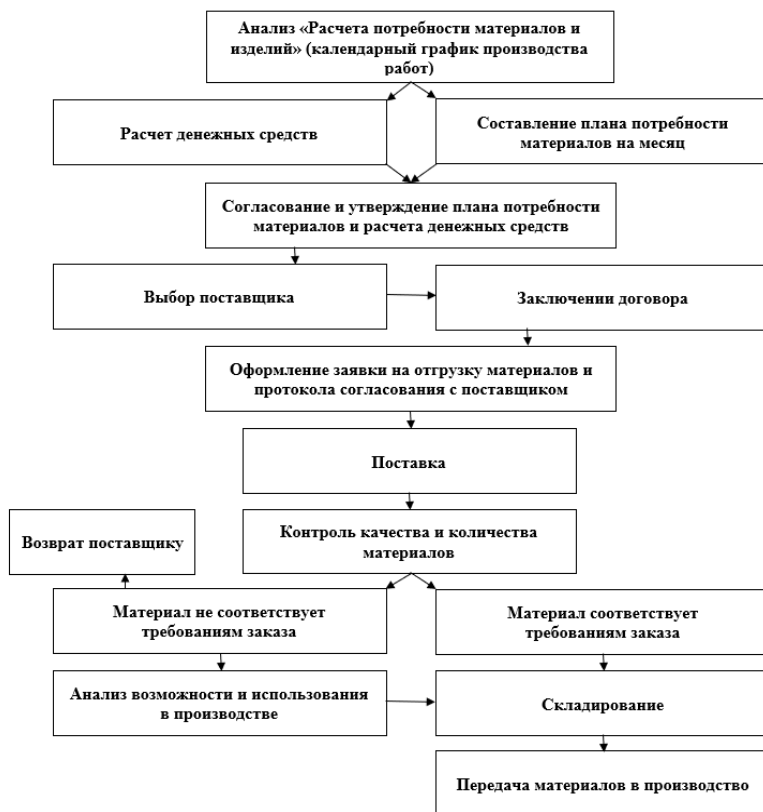 Анализ «Расчета потребности материалов и
изделий» (календарный график производства
работ)
Расчет денежных средств
Составление плана потребности
материалов на месяц
Согласование и утверждение плана потребности
материалов и расчета денежных средств
Выбор поставщика
Заключении договора
Оформление заявки на отгрузку материалов и
протокола согласования с поставщиком
Поставка
Возврат поставщику
Контроль качества и количества
материалов
Материал не соответствует
требованиям заказа
Материал соответствует
требованиям заказа
Анализ возможности и использования
в производстве
Складирование
Передача материалов в производство